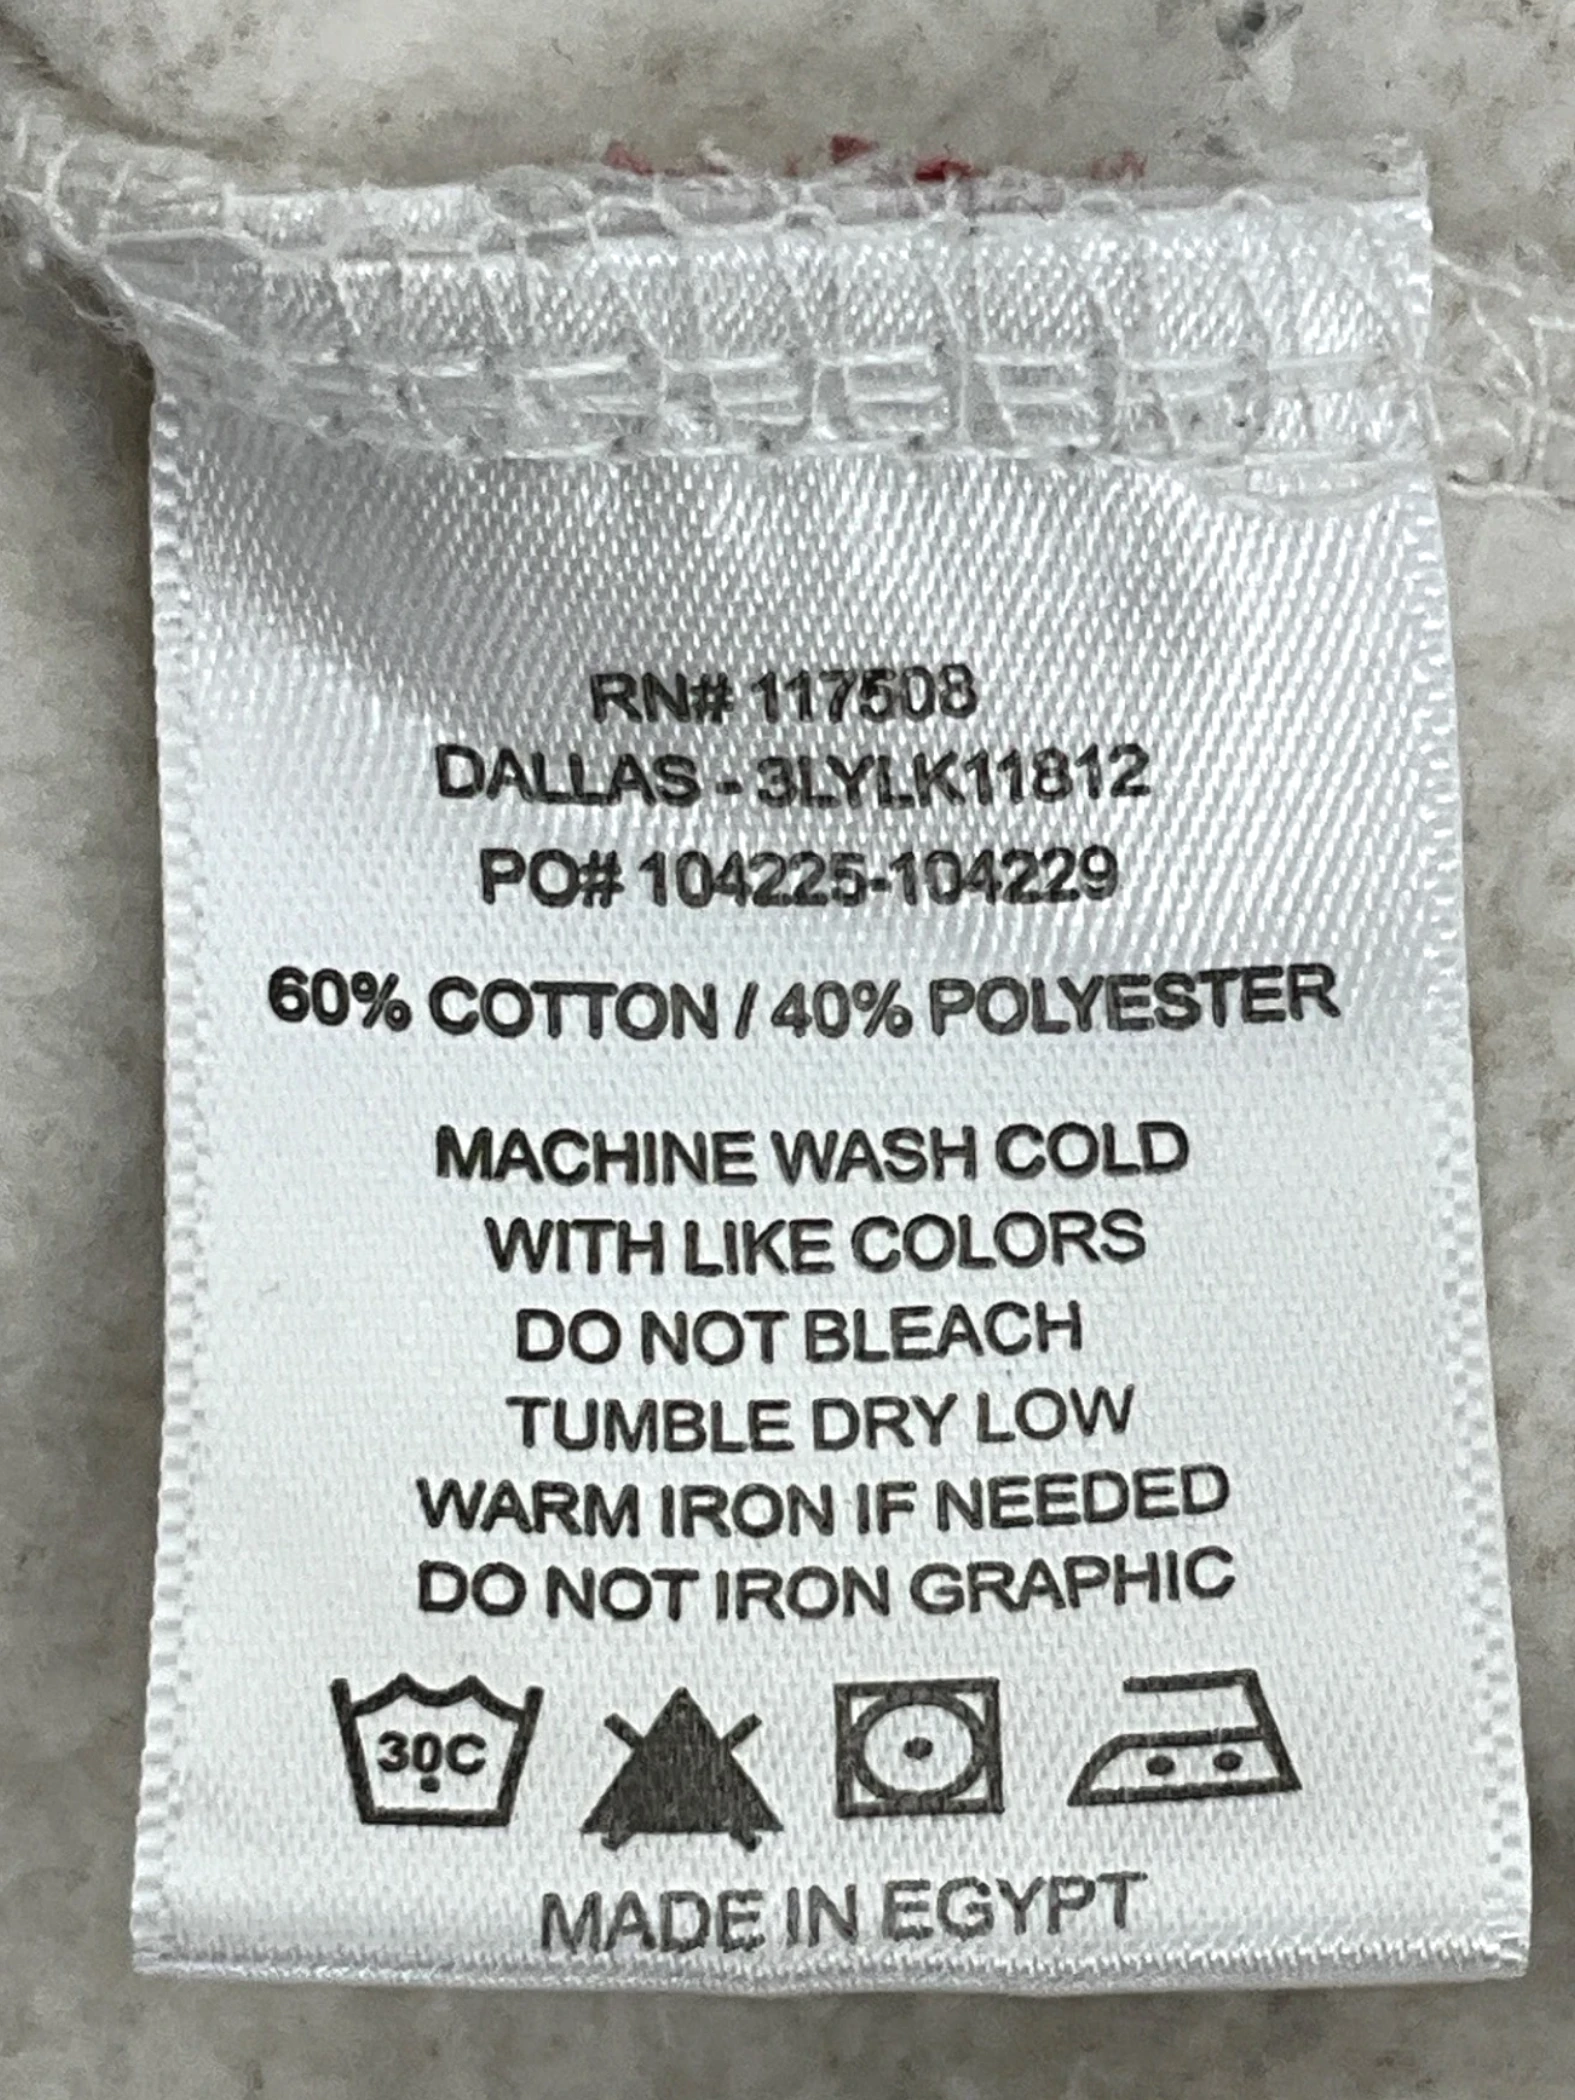 RN# 117508
DALLAS - 3LYLK11812
PO# 104225-104229
60% COTTON / 40% POLYESTER
MACHINE WASH COLD
WITH LIKE COLORS
DO NOT BLEACH
TUMBLE DRY LOW
WARM IRON IF NEEDED
DO NOT IRON GRAPHIC
30C
MADE IN EGYPT